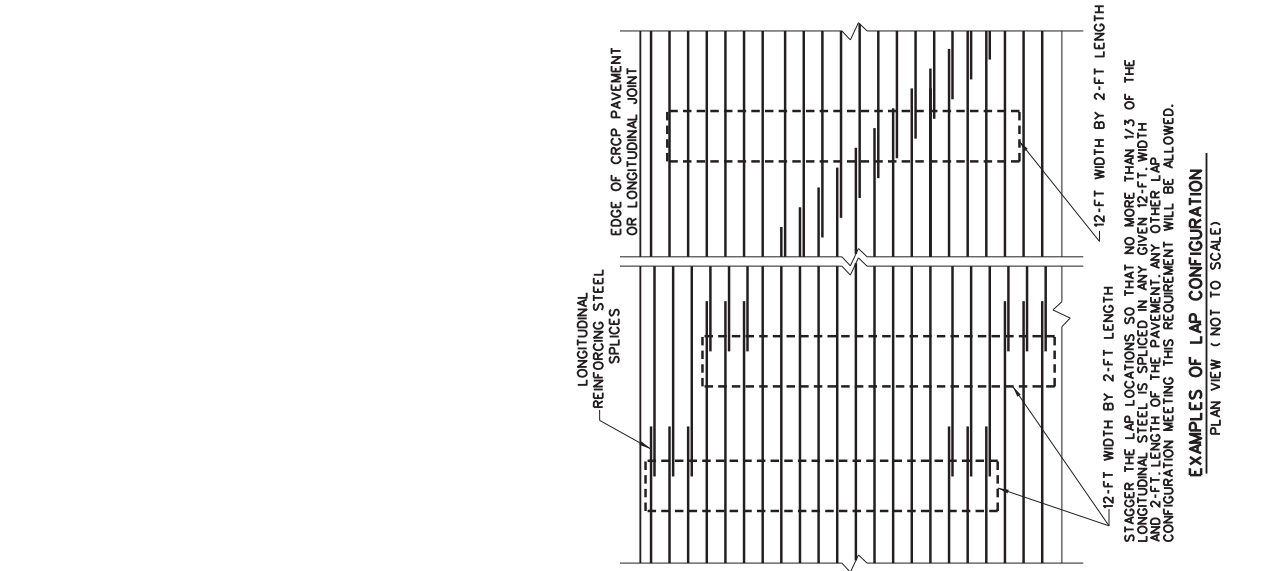 EDGE OF CRCP PAVEMENT
OR LONGITUDINAL JOINT
LONGITUDINAL
REINFORCING STEEL
SPLICES
12-FT WIDTH BY 2-FT LENGTH
12-FT WIDTH BY 2-FT LENGTH
STAGGER THE LAP LOCATIONS SO THAT NO MORE THAN 1/3 OF THE
LONGITUDINAL STEEL IS SPLICED IN ANY GIVEN 12-FT. WIDTH
AND 2-FT. LENGTH OF THE PAVEMENT. ANY OTHER LAP
CONFIGURATION MEETING THIS REQUIREMENT WILL BE ALLOWED.
EXAMPLES OF LAP CONFIGURATION
PLAN VIEW (NOT TO SCALE)